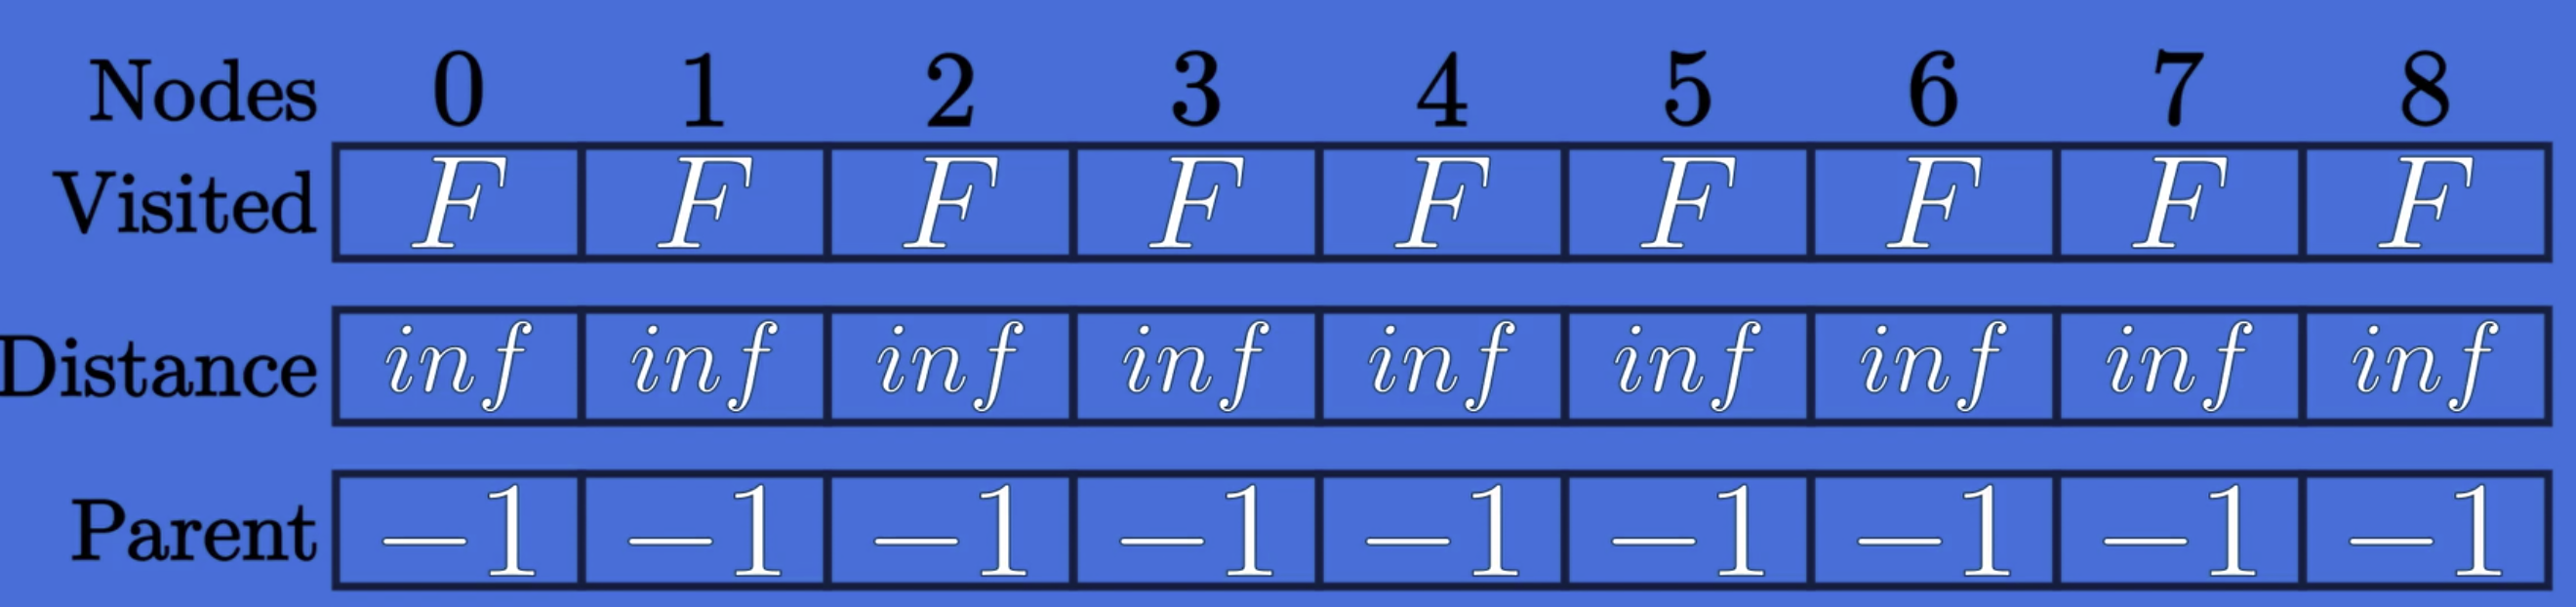 Nodes 0 1 2 3 4 5 6 7 8
Visited F F F F F F F F F
Distance inf inf inf inf inf inf inf inf inf
Parent −1 −1 −1 −1 −1 −1 −1 −1 −1